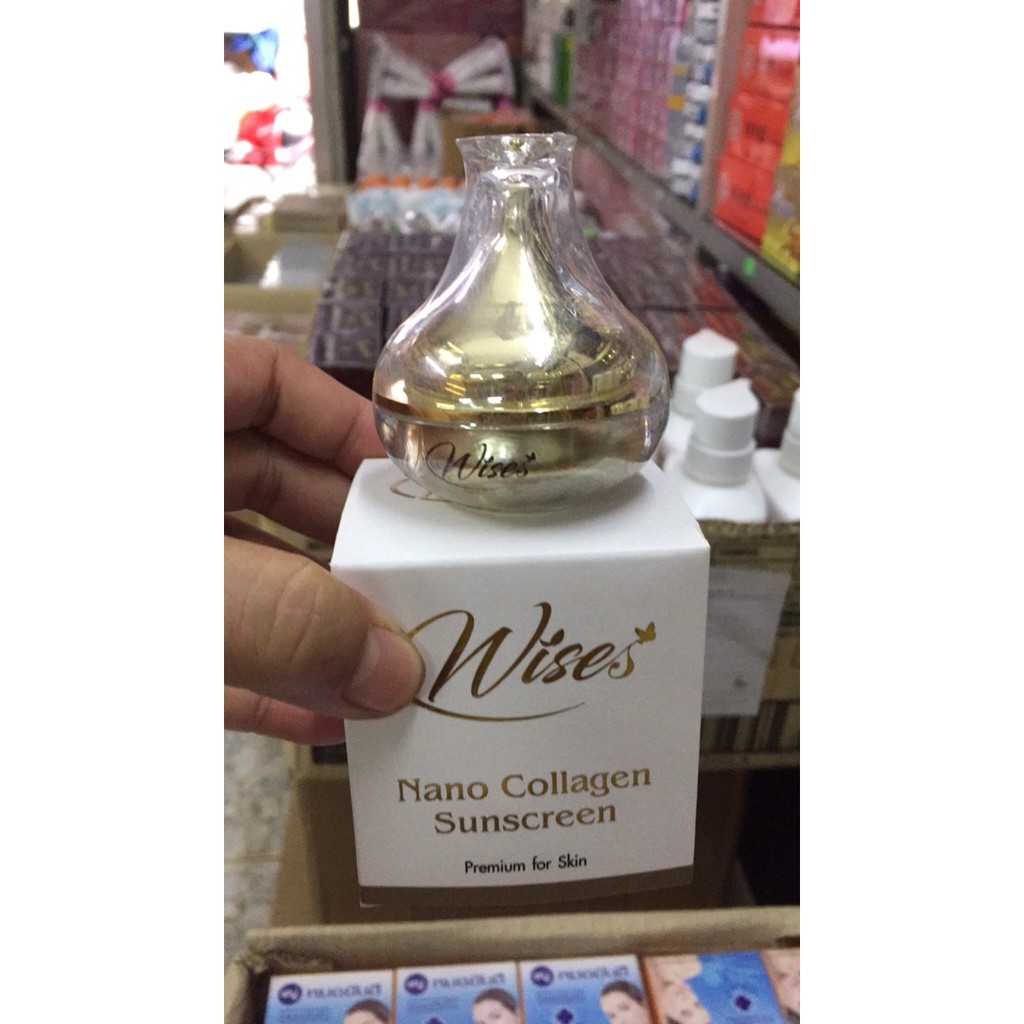 Wises
Wises
Nano Collagen
Sunscreen
Premium for Skin